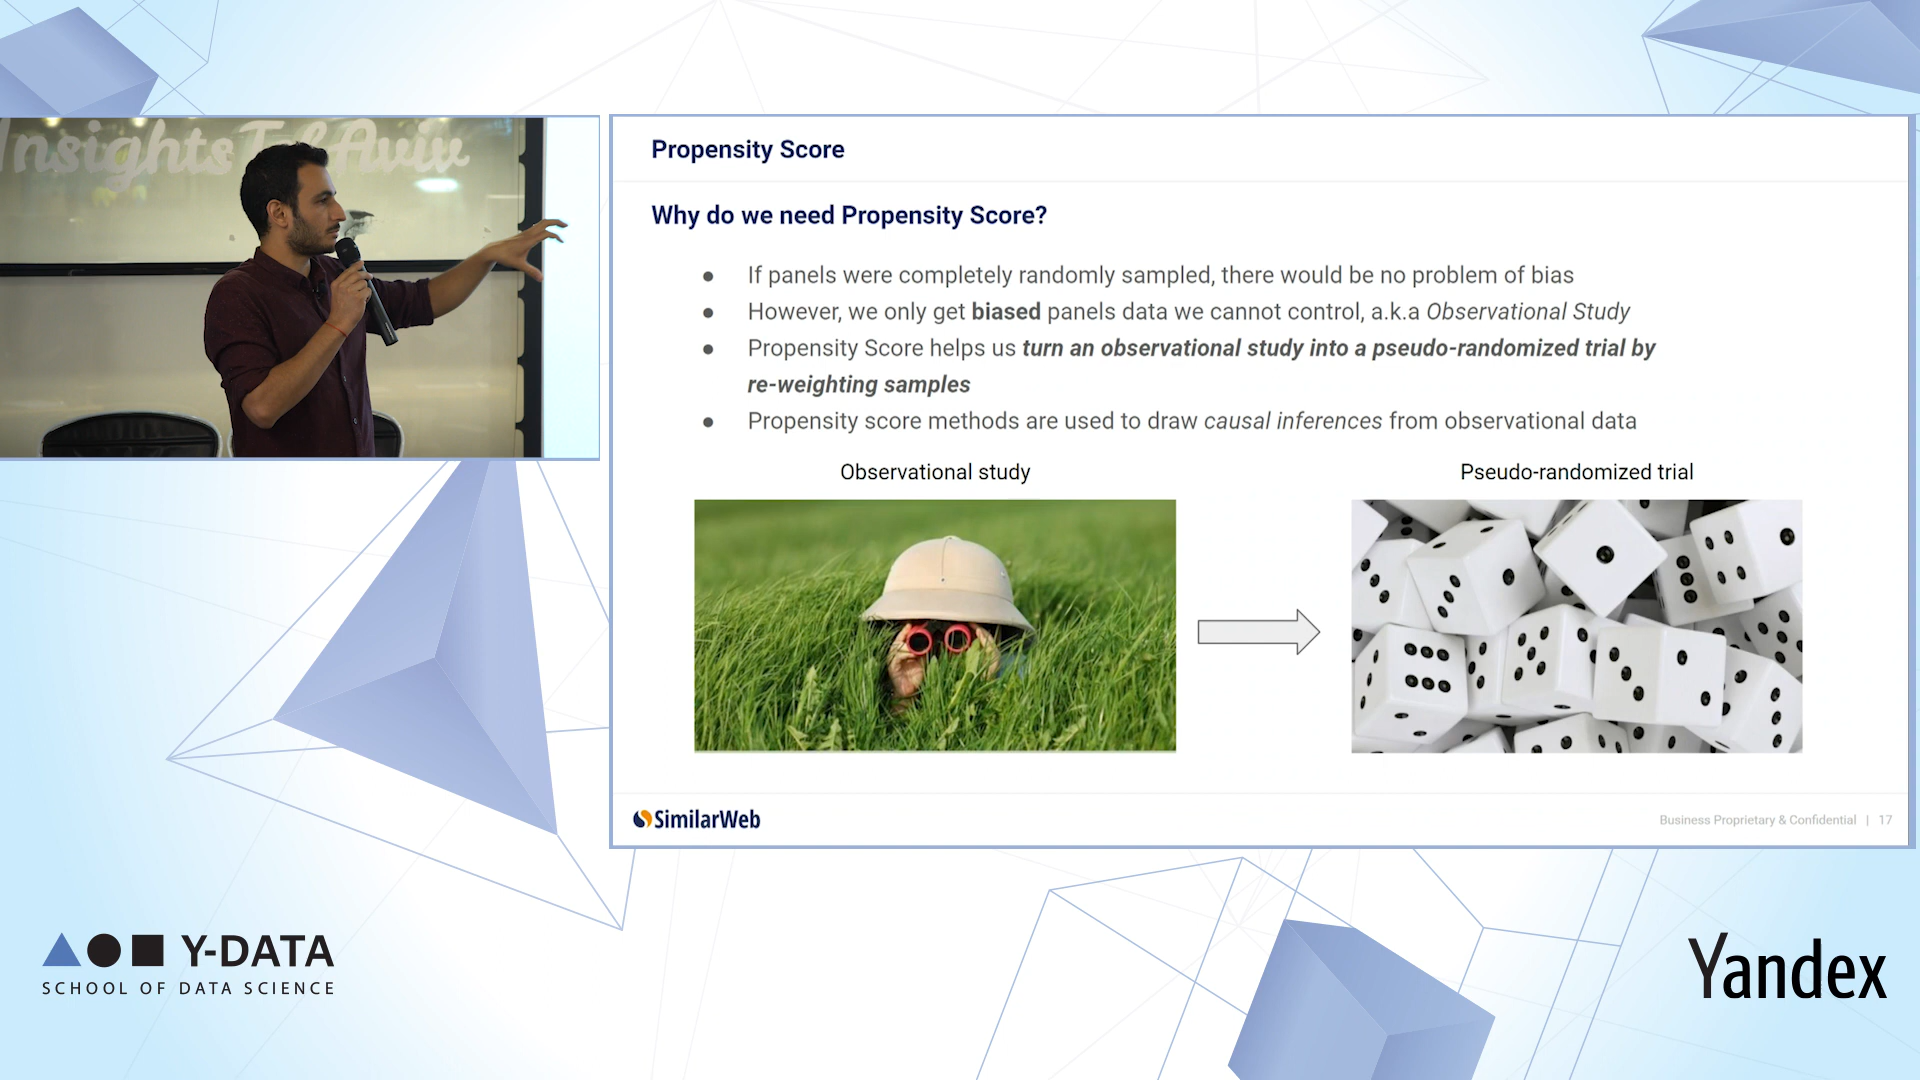 Insights Tel Aviv
Propensity Score
Why do we need Propensity Score?
● If panels were completely randomly sampled, there would be no problem of bias
● However, we only get biased panels data we cannot control, a.k.a Observational Study
● Propensity Score helps us turn an observational study into a pseudo-randomized trial by
re-weighting samples
● Propensity score methods are used to draw causal inferences from observational data
Observational study
Pseudo-randomized trial
SimilarWeb
Business Proprietary & Confidential | 17
Y-DATA
SCHOOL OF DATA SCIENCE
Yandex